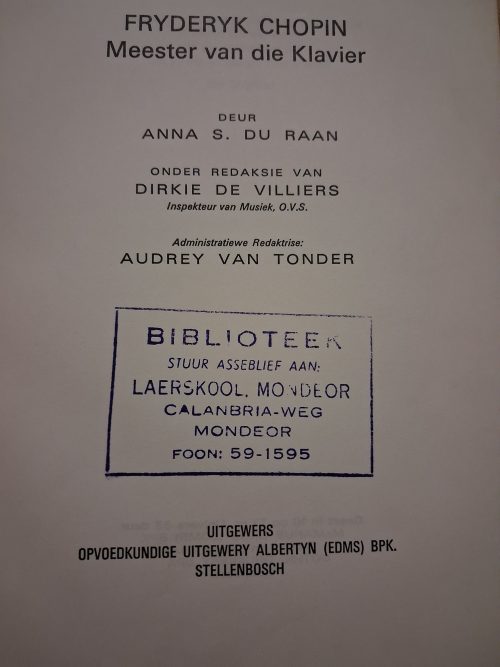 FRYDERYK CHOPIN
Meester van die Klavier
DEUR
ANNA S. DU RAAN
ONDER REDAKSIE VAN
DIRKIE DE VILLIERS
Inspekteur van Musiek, O.V.S.
Administratiewe Redaktrise:
AUDREY VAN TONDER
BIBLIOTEEK
STUUR ASSEBLIEF AAN:
LAERSKOOL, MONDEOR
CALANBRIA-WEG
MONDEOR
FOON: 59-1595
UITGEWERS
OPVOEDKUNDIGE UITGEWERY ALBERTYN (EDMS) BPK.
STELLENBOSCH